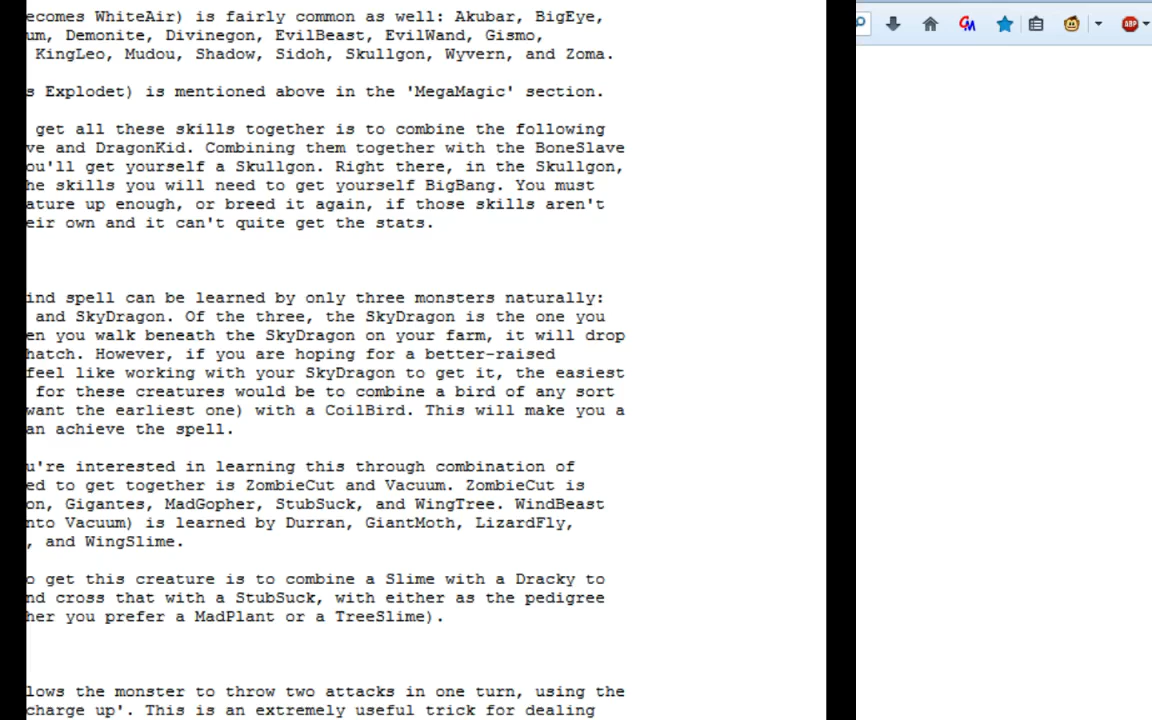 ecomes WhiteAir) is fairly common as well: Akubar, BigEye,
um, Demonite, Divinegon, EvilBeast, EvilWand, Gismo,
KingLeo, Mudou, Shadow, Sidoh, Skullgon, Wyvern, and Zoma.
s Explodet) is mentioned above in the 'MegaMagic' section.
get all these skills together is to combine the following
ve and DragonKid. Combining them together with the BoneSlave
ou'll get yourself a Skullgon. Right there, in the Skullgon,
he skills you will need to get yourself BigBang. You must
ature up enough, or breed it again, if those skills aren't
eir own and it can't quite get the stats.
ind spell can be learned by only three monsters naturally:
and SkyDragon. Of the three, the SkyDragon is the one you
en you walk beneath the SkyDragon on your farm, it will drop
hatch. However, if you are hoping for a better-raised
feel like working with your SkyDragon to get it, the easiest
for these creatures would be to combine a bird of any sort
want the earliest one) with a CoilBird. This will make you a
an achieve the spell.
u're interested in learning this through combination of
ed to get together is ZombieCut and Vacuum. ZombieCut is
on, Gigantes, MadGopher, StubSuck, and WingTree. WindBeast
nto Vacuum) is learned by Durran, GiantMoth, LizardFly,
, and WingSlime.
o get this creature is to combine a Slime with a Dracky to
nd cross that with a StubSuck, with either as the pedigree
her you prefer a MadPlant or a TreeSlime).
lows the monster to throw two attacks in one turn, using the
charge up'. This is an extremely useful trick for dealing
ABP